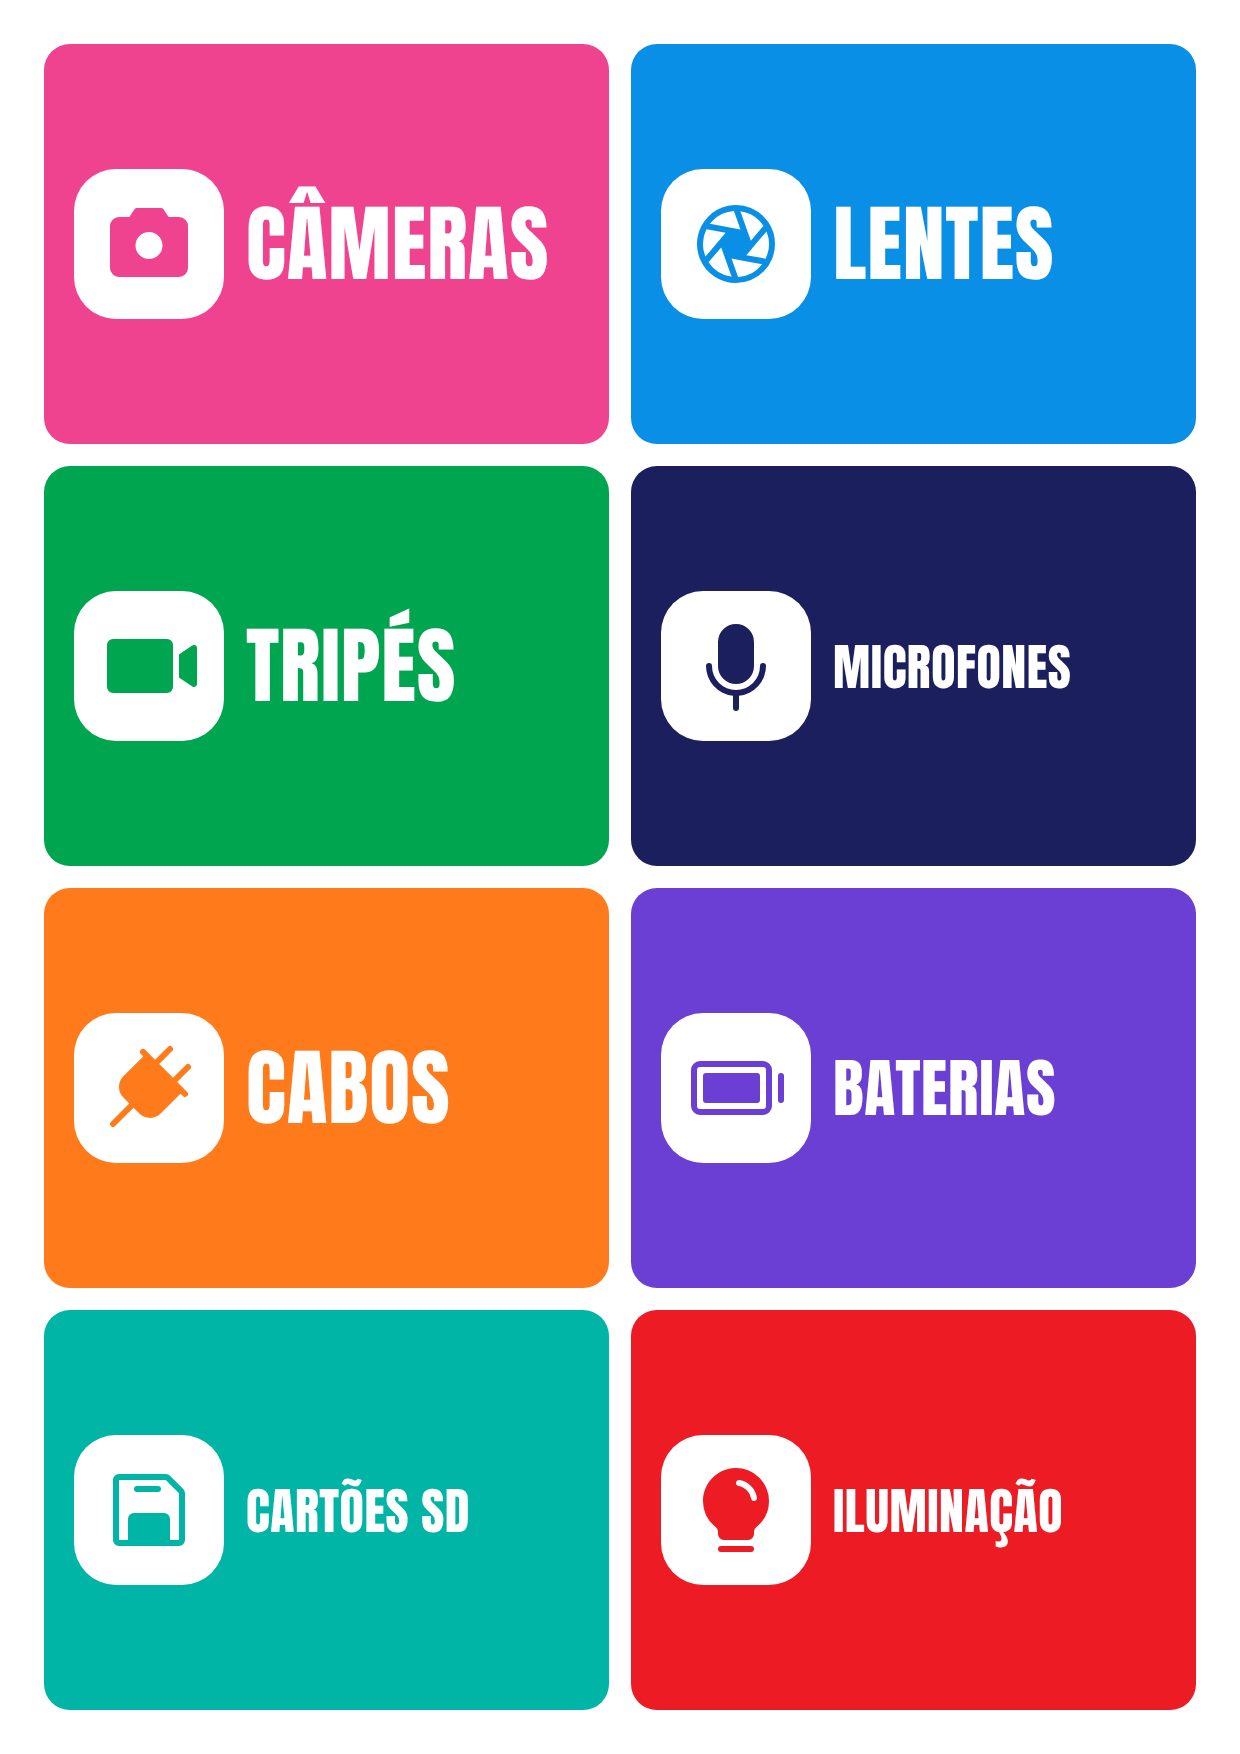 CÂMERAS
LENTES
TRIPÉS
MICROFONES
CABOS
BATERIAS
CARTÕES SD
ILUMINAÇÃO